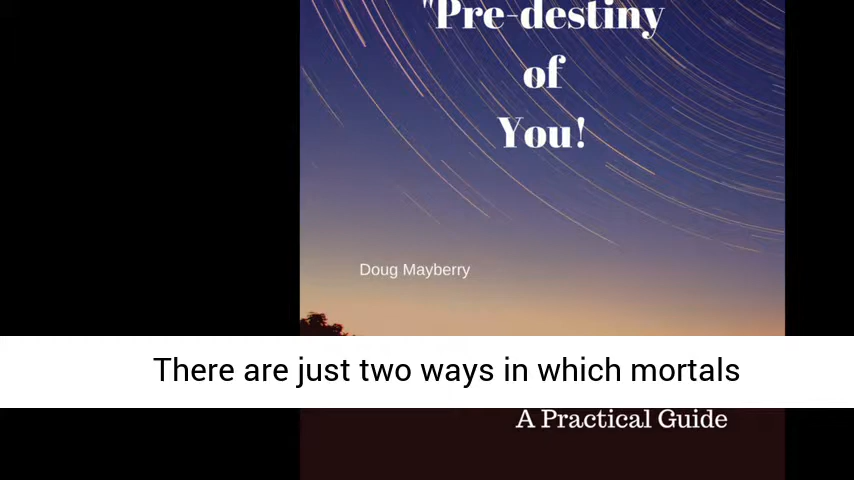 "Pre-destiny
of
You!
Doug Mayberry
There are just two ways in which mortals
A Practical Guide